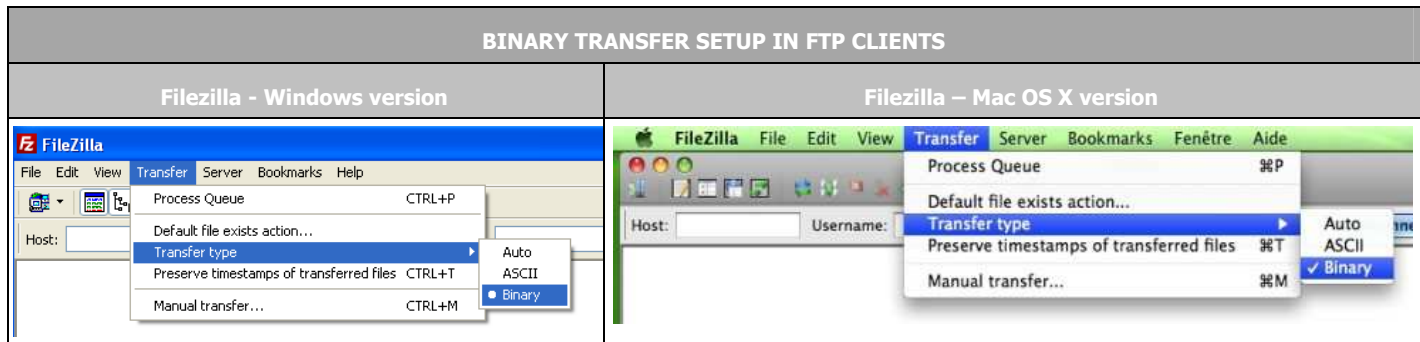 BINARY TRANSFER SETUP IN FTP CLIENTS
Filezilla - Windows version
Filezilla – Mac OS X version
FileZilla
File Edit View Transfer Server Bookmarks Help
Process Queue CTRL+P
Default file exists action...
Host:
Transfer type
Auto
Preserve timestamps of transferred files CTRL+T
ASCII
Binary
Manual transfer... CTRL+M
FileZilla File Edit View Transfer Server Bookmarks Fenêtre Aide
Process Queue ⌘P
Default file exists action...
Host: Username:
Transfer type
Auto
Preserve timestamps of transferred files ⌘T
ASCII
✓ Binary
Manual transfer... ⌘M